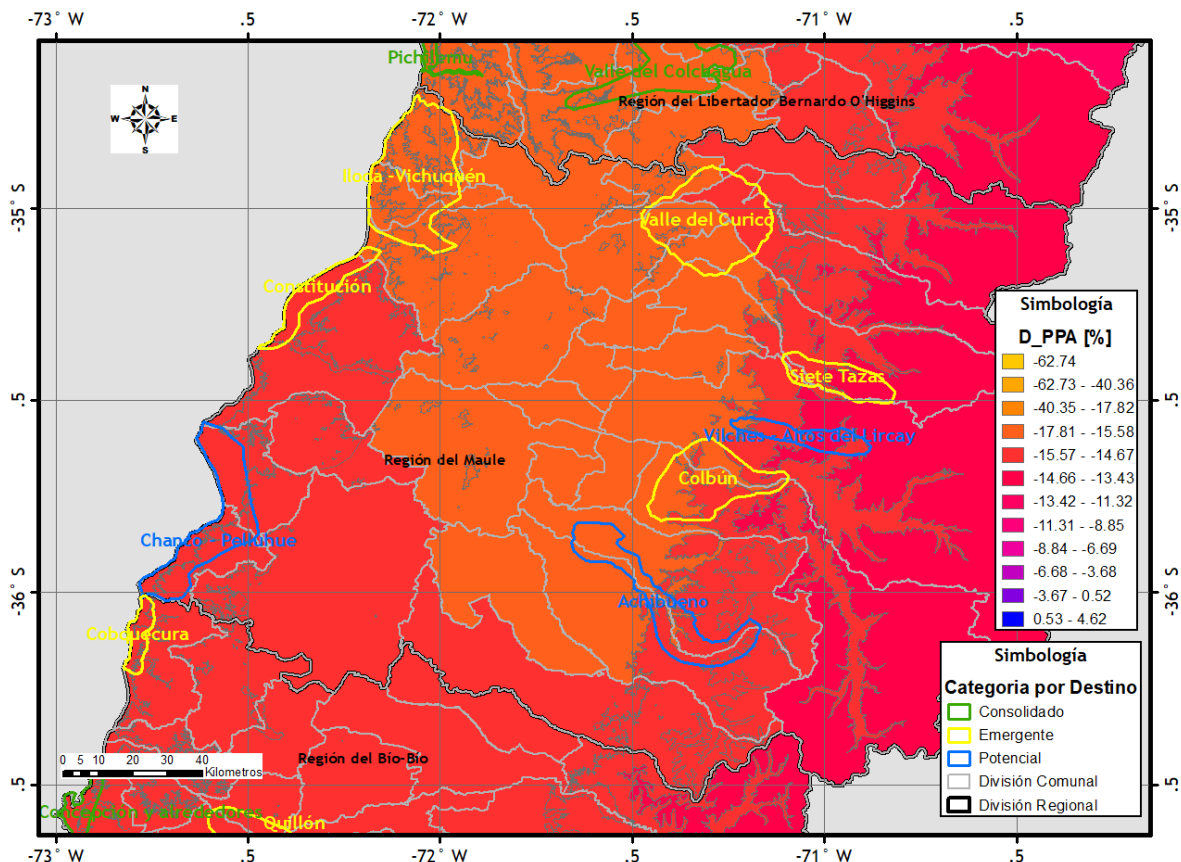 -73° W
.5
-72° W
.5
-71° W
.5
Pichilemu
Valle del Colchagua
Región del Libertador Bernardo O'Higgins
N
W
E
S
Iloca -Vichuquén
-35° S
Valle del Curicó
-35° S
Constitución
Simbología
D_PPA [%]
-62.74
-62.73 - -40.36
-40.35 - -17.82
-17.81 - -15.58
-15.57 - -14.67
-14.66 - -13.43
-13.42 - -11.32
-11.31 - -8.85
-8.84 - -6.69
-6.68 - -3.68
-3.67 - 0.52
0.53 - 4.62
Siete Tazas
.5
.5
Vilches - Altos del Lircay
Región del Maule
Colbún
Chanco - Pelluhue
-36° S
Achibueno
-36° S
Cobquecura
Simbología
Categoria por Destino
Consolidado
Emergente
Potencial
División Comunal
División Regional
Región del Bío-Bío
0 5 10 20 30 40
Kilometros
.5
.5
Concepción y alrededores
Quillón
-73° W
.5
-72° W
.5
-71° W
.5